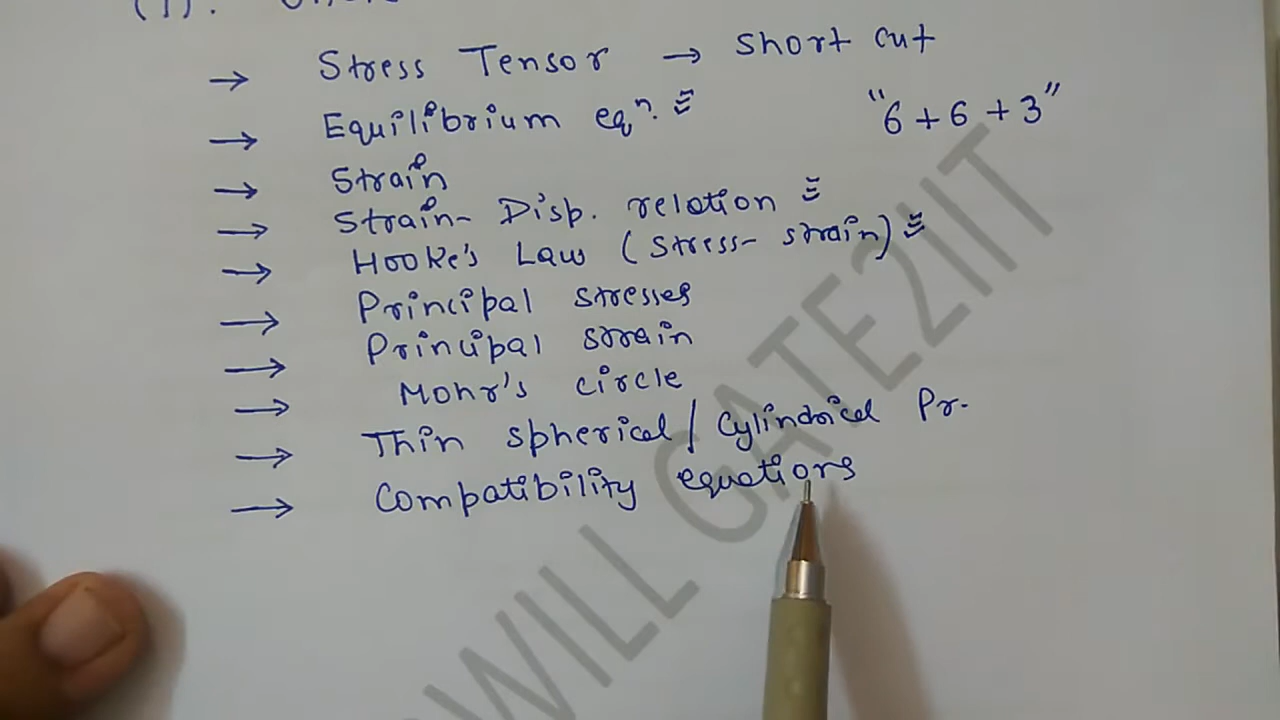 (1).
→ Stress Tensor → short cut
→ Equilibrium eqⁿ.
"6+6+3"
→ Strain
→ Strain- Disp. relation
→ Hooke's Law (stress- strain)
→ Principal stresses
→ Principal strain
→ Mohr's circle
→ Thin spherical/cylindrical Pr.
→ Compatibility equations
WILL GATE2IIT